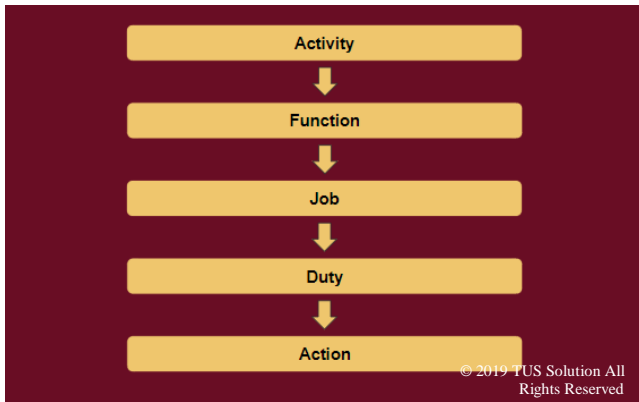 Activity
Function
Job
Duty
Action
© 2019 TUS Solution All
Rights Reserved